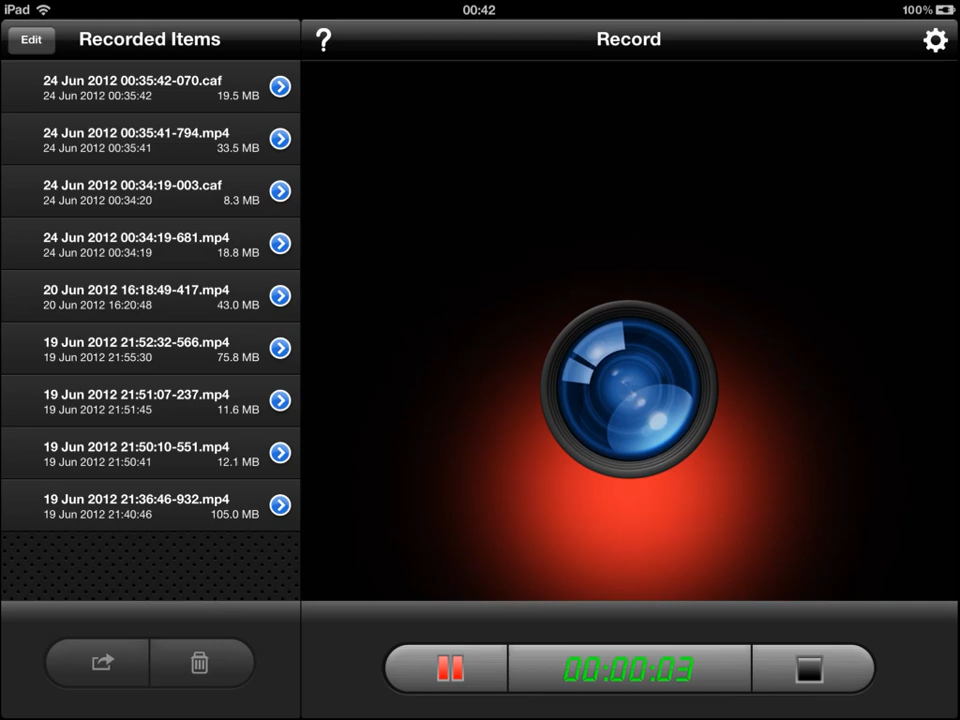 iPad 00:42 100%
Edit Recorded Items ? Record
24 Jun 2012 00:35:42-070.caf
24 Jun 2012 00:35:42 19.5 MB
24 Jun 2012 00:35:41-794.mp4
24 Jun 2012 00:35:41 33.5 MB
24 Jun 2012 00:34:19-003.caf
24 Jun 2012 00:34:20 8.3 MB
24 Jun 2012 00:34:19-681.mp4
24 Jun 2012 00:34:19 18.8 MB
20 Jun 2012 16:18:49-417.mp4
20 Jun 2012 16:20:48 43.0 MB
19 Jun 2012 21:52:32-566.mp4
19 Jun 2012 21:55:30 75.8 MB
19 Jun 2012 21:51:07-237.mp4
19 Jun 2012 21:51:45 11.6 MB
19 Jun 2012 21:50:10-551.mp4
19 Jun 2012 21:50:41 12.1 MB
19 Jun 2012 21:36:46-932.mp4
19 Jun 2012 21:40:46 105.0 MB
00:00:03